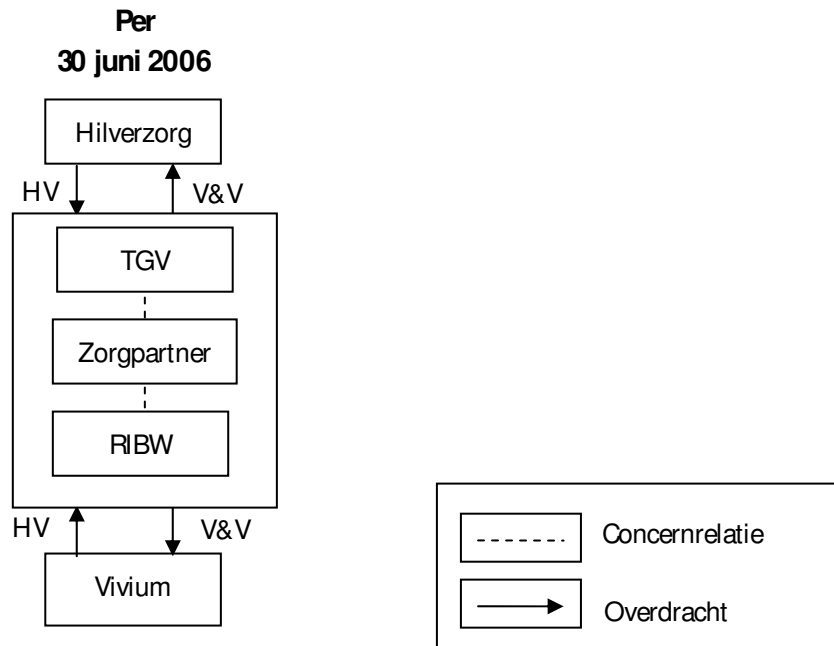 Per
30 juni 2006
Hilverzorg
HV
V&V
TGV
Zorgpartner
RIBW
HV
V&V
Vivium
Concernrelatie
Overdracht